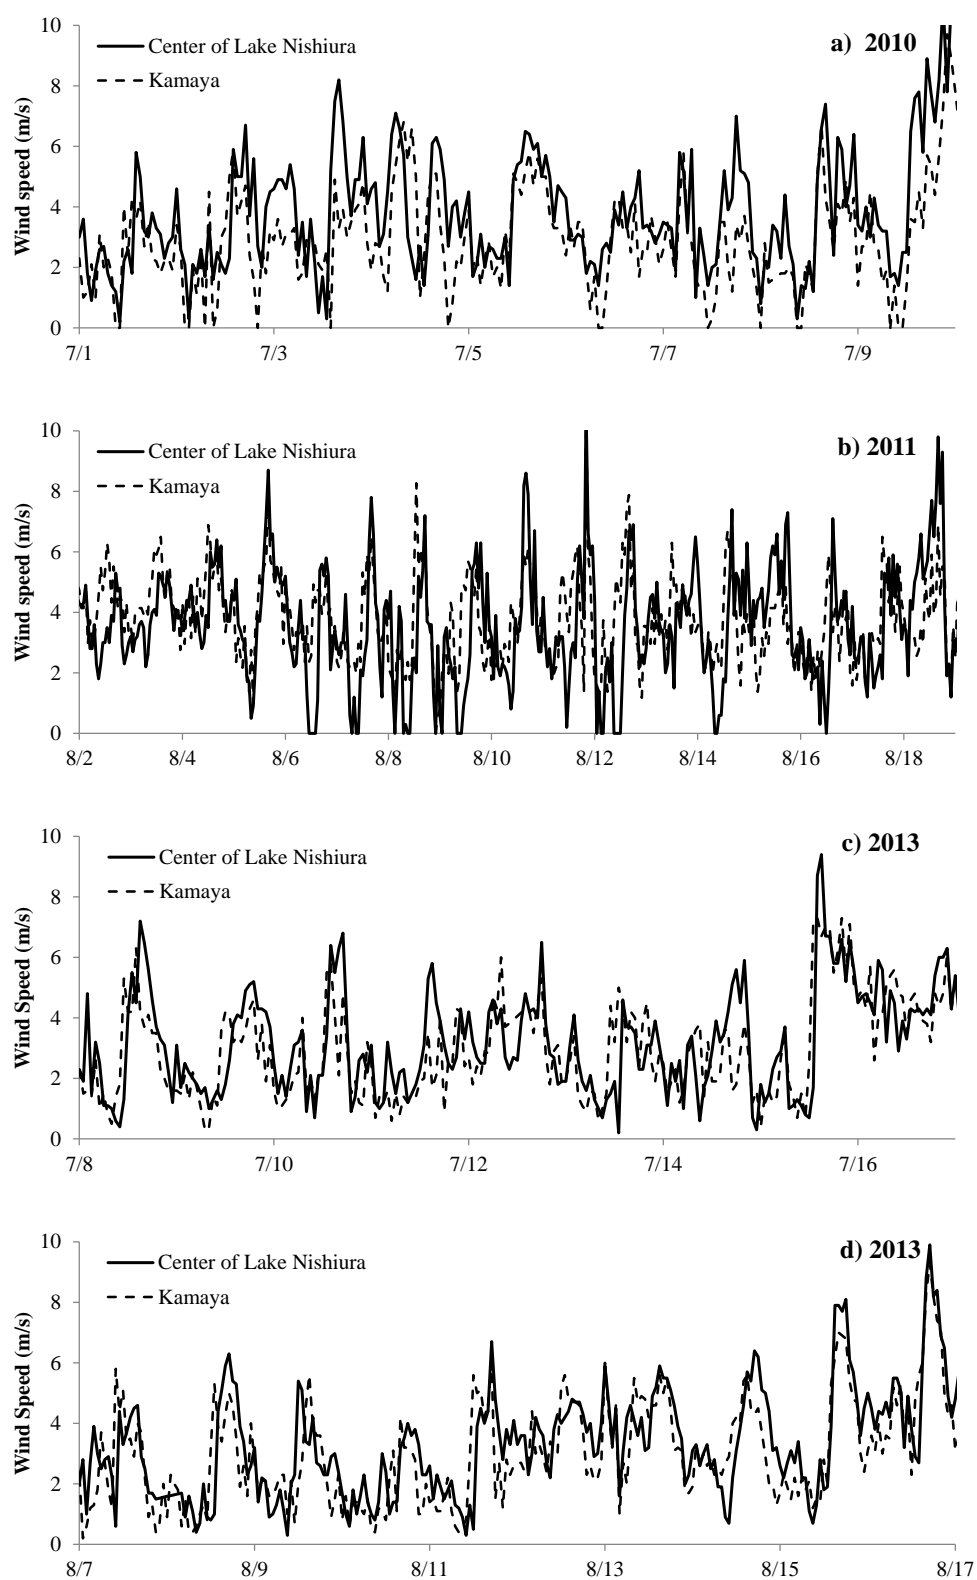 a)  2010
Center of Lake Nishiura
Kamaya
Wind speed (m/s)
10
8
6
4
2
0
7/1 7/3 7/5 7/7 7/9
b) 2011
Center of Lake Nishiura
Kamaya
Wind speed (m/s)
10
8
6
4
2
0
8/2 8/4 8/6 8/8 8/10 8/12 8/14 8/16 8/18
c) 2013
Center of Lake Nishiura
Kamaya
Wind Speed (m/s)
10
8
6
4
2
0
7/8 7/10 7/12 7/14 7/16
d) 2013
Center of Lake Nishiura
Kamaya
Wind Speed (m/s)
10
8
6
4
2
0
8/7 8/9 8/11 8/13 8/15 8/17